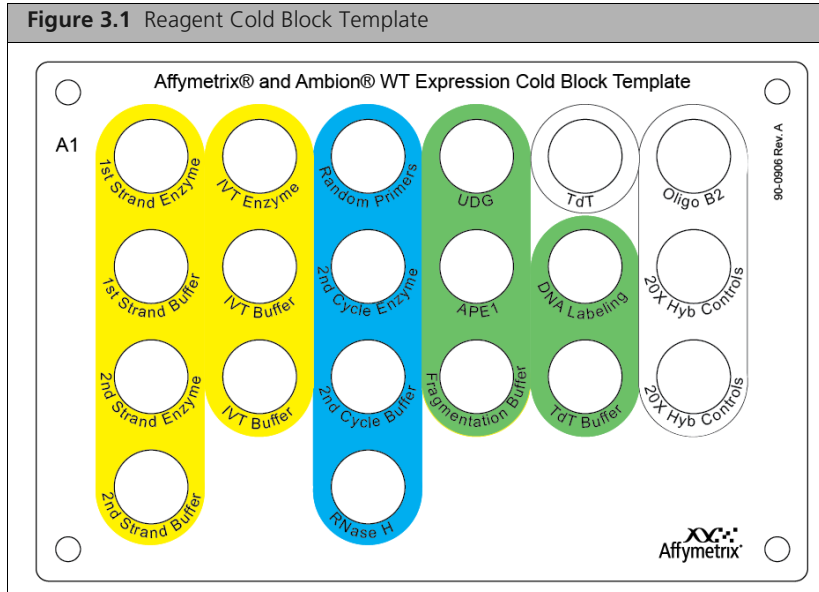 Figure 3.1 Reagent Cold Block Template
Affymetrix® and Ambion® WT Expression Cold Block Template
A1
90-0906 Rev. A
1st Strand Enzyme
IVT Enzyme
Random Primers
UDG
TdT
Oligo B2
1st Strand Buffer
IVT Buffer
2nd Cycle Enzyme
APE1
DNA Labeling
20X Hyb Controls
2nd Strand Enzyme
IVT Buffer
2nd Cycle Buffer
Fragmentation Buffer
TdT Buffer
20X Hyb Controls
2nd Strand Buffer
RNase H
Affymetrix